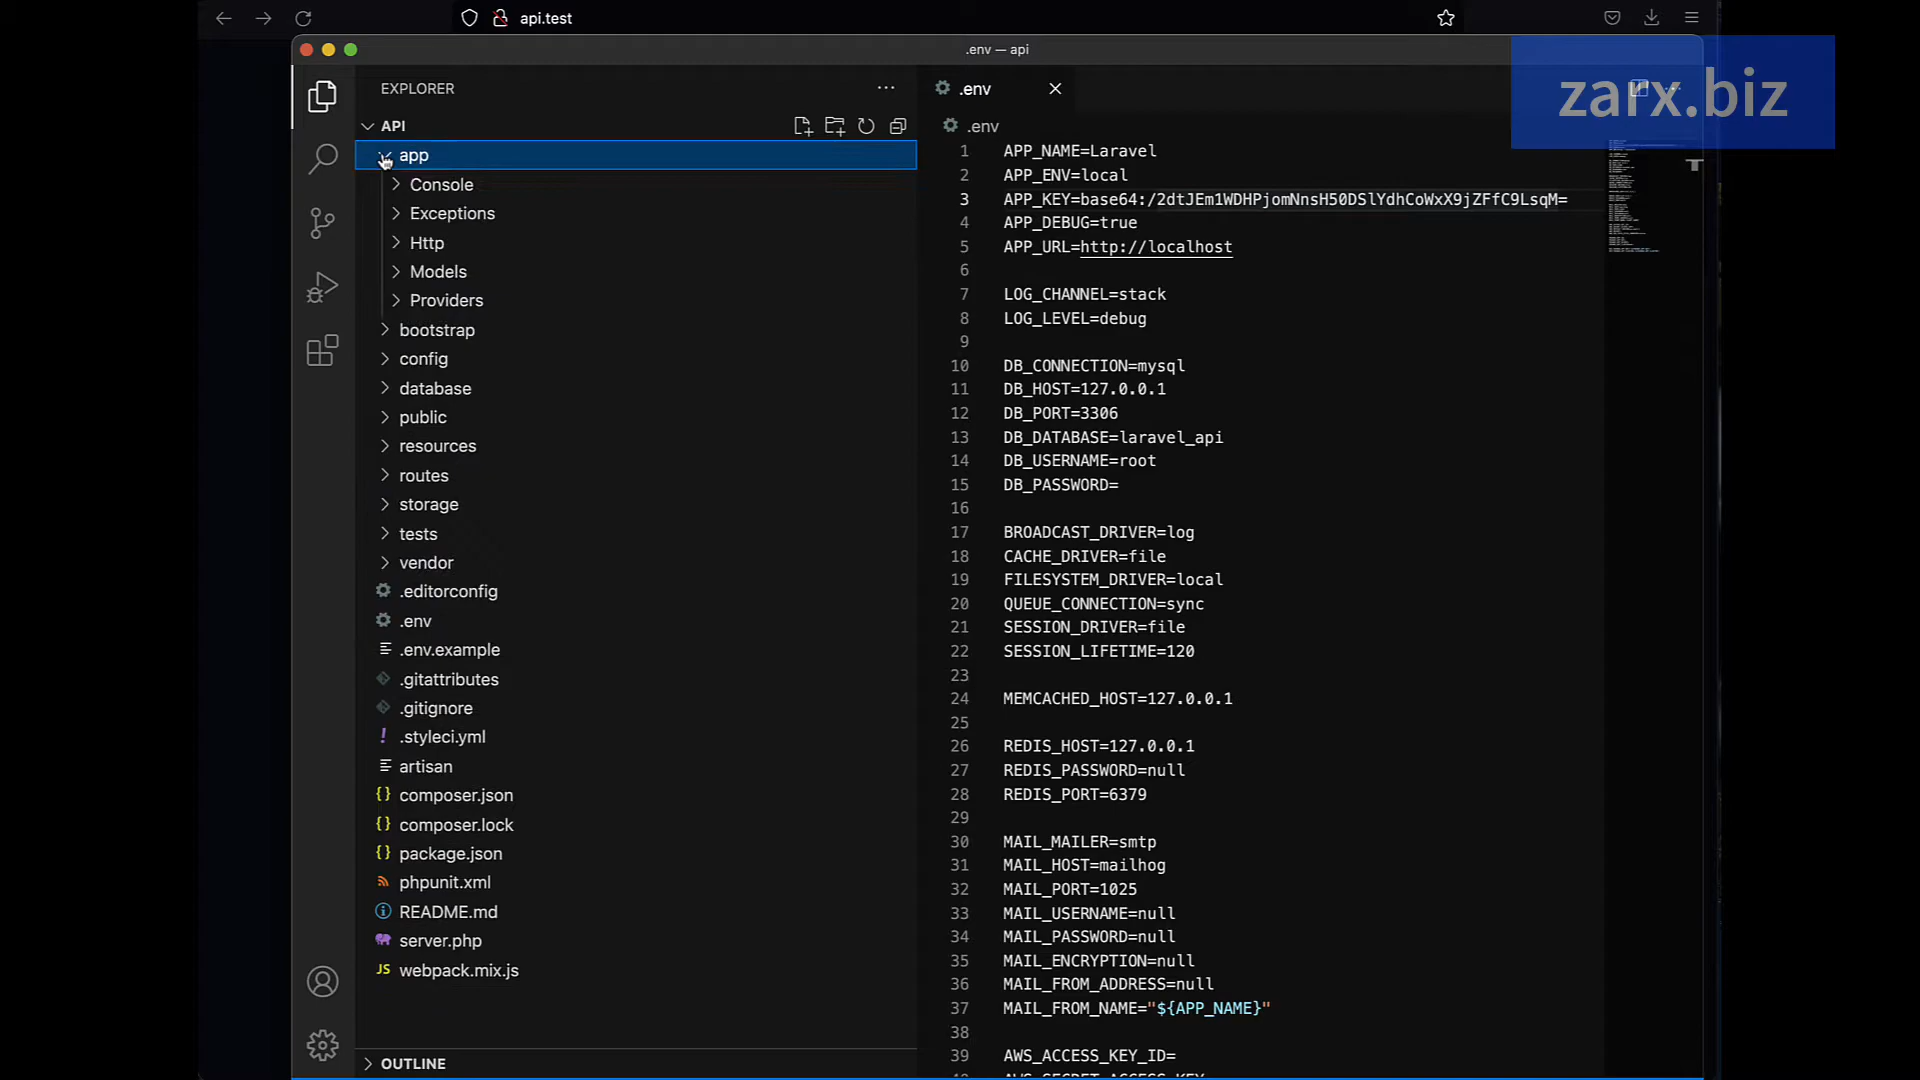 api.test
.env — api
zarx.biz
EXPLORER
API
app
Console
Exceptions
Http
Models
Providers
bootstrap
config
database
public
resources
routes
storage
tests
vendor
.editorconfig
.env
.env.example
.gitattributes
.gitignore
.styleci.yml
artisan
composer.json
composer.lock
package.json
phpunit.xml
README.md
server.php
JS webpack.mix.js
OUTLINE
.env
.env
1 APP_NAME=Laravel
2 APP_ENV=local
3 APP_KEY=base64:/2dtJEm1WDHPjomNnsH50DSlYdhCoWxX9jZFfC9LsqM=
4 APP_DEBUG=true
5 APP_URL=http://localhost
6
7 LOG_CHANNEL=stack
8 LOG_LEVEL=debug
9
10 DB_CONNECTION=mysql
11 DB_HOST=127.0.0.1
12 DB_PORT=3306
13 DB_DATABASE=laravel_api
14 DB_USERNAME=root
15 DB_PASSWORD=
16
17 BROADCAST_DRIVER=log
18 CACHE_DRIVER=file
19 FILESYSTEM_DRIVER=local
20 QUEUE_CONNECTION=sync
21 SESSION_DRIVER=file
22 SESSION_LIFETIME=120
23
24 MEMCACHED_HOST=127.0.0.1
25
26 REDIS_HOST=127.0.0.1
27 REDIS_PASSWORD=null
28 REDIS_PORT=6379
29
30 MAIL_MAILER=smtp
31 MAIL_HOST=mailhog
32 MAIL_PORT=1025
33 MAIL_USERNAME=null
34 MAIL_PASSWORD=null
35 MAIL_ENCRYPTION=null
36 MAIL_FROM_ADDRESS=null
37 MAIL_FROM_NAME="${APP_NAME}"
38
39 AWS_ACCESS_KEY_ID=